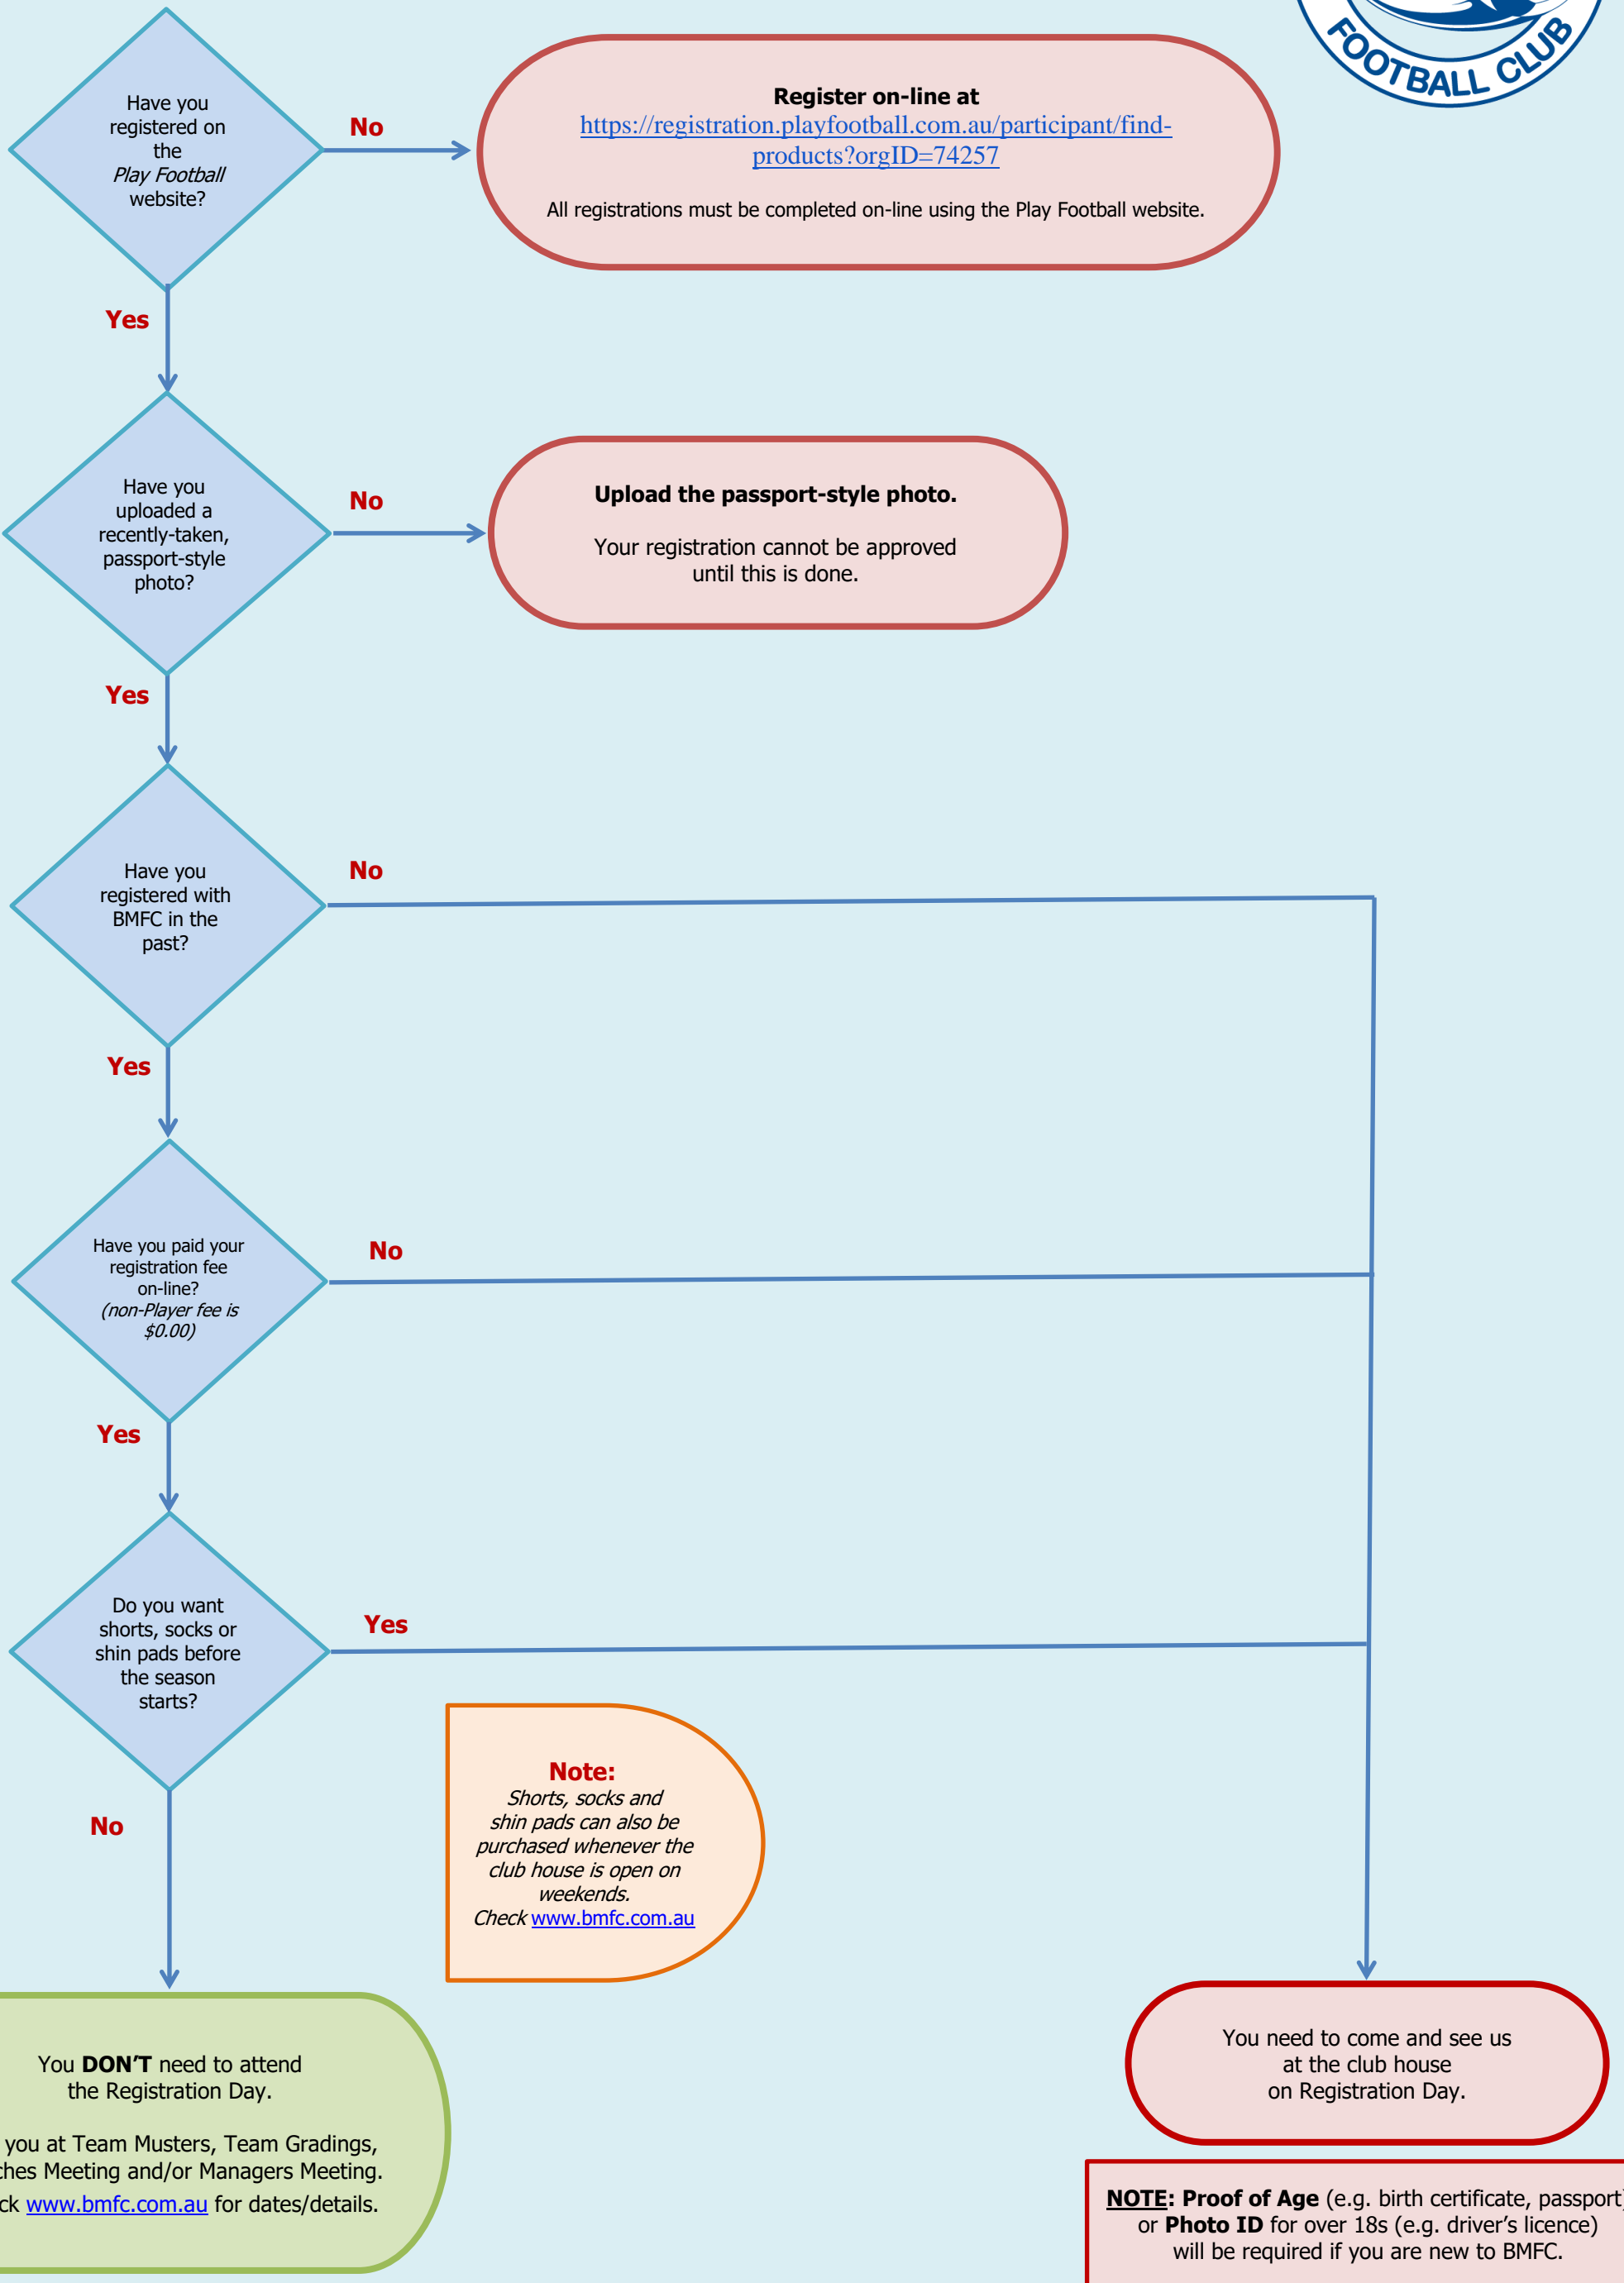 FOOTBALL CLUB
Have you
registered on
the
Play Football
website?
No
Register on-line at
https://registration.playfootball.com.au/participant/find-
products?orgID=74257
All registrations must be completed on-line using the Play Football website.
Yes
Have you
uploaded a
recently-taken,
passport-style
photo?
No
Upload the passport-style photo.
Your registration cannot be approved
until this is done.
Yes
Have you
registered with
BMFC in the
past?
No
Yes
Have you paid your
registration fee
on-line?
(non-Player fee is
$0.00)
No
Yes
Do you want
shorts, socks or
shin pads before
the season
starts?
Yes
Note:
Shorts, socks and
shin pads can also be
purchased whenever the
club house is open on
weekends.
Check www.bmfc.com.au
No
You DON'T need to attend
the Registration Day.
you at Team Musters, Team Gradings,
ches Meeting and/or Managers Meeting.
ck www.bmfc.com.au for dates/details.
You need to come and see us
at the club house
on Registration Day.
NOTE: Proof of Age (e.g. birth certificate, passport)
or Photo ID for over 18s (e.g. driver's licence)
will be required if you are new to BMFC.